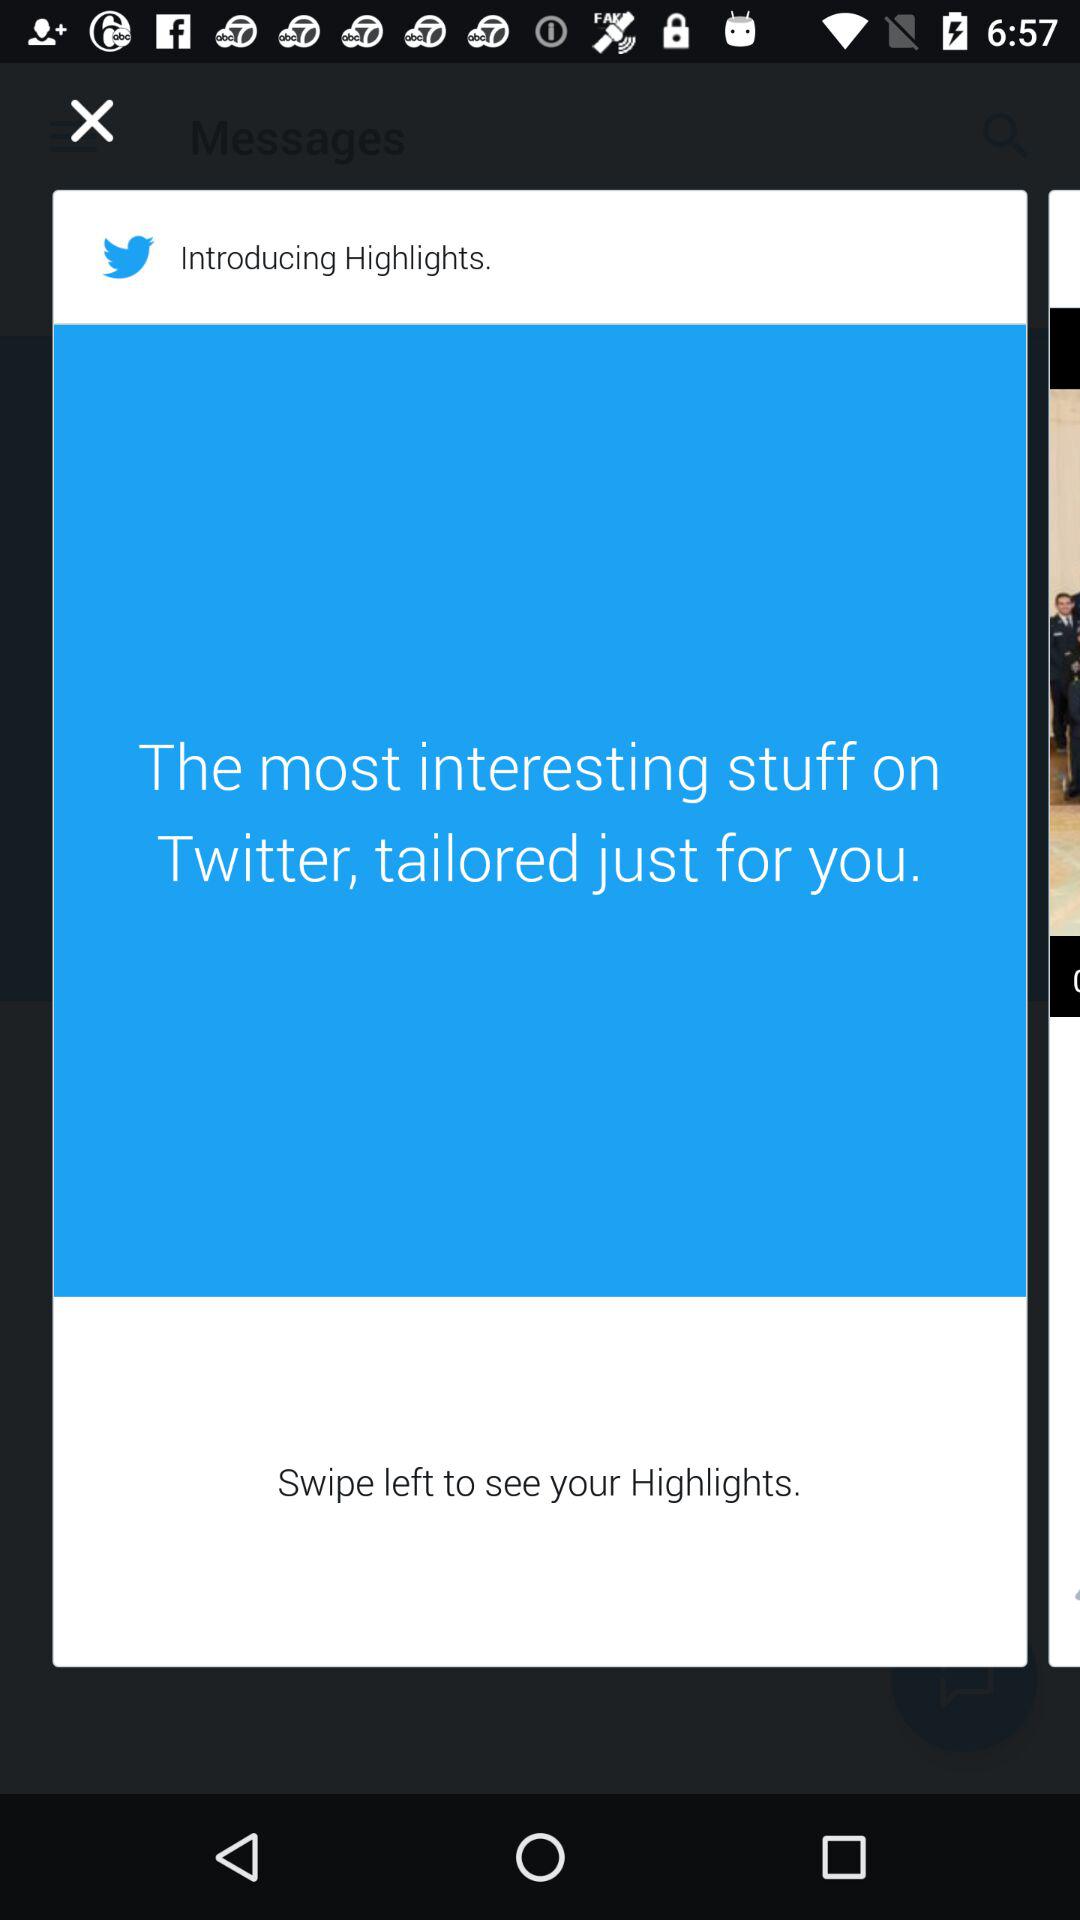 FAKE
6:57
Messages
Introducing Highlights.
The most interesting stuff on
Twitter, tailored just for you.
Swipe left to see your Highlights.